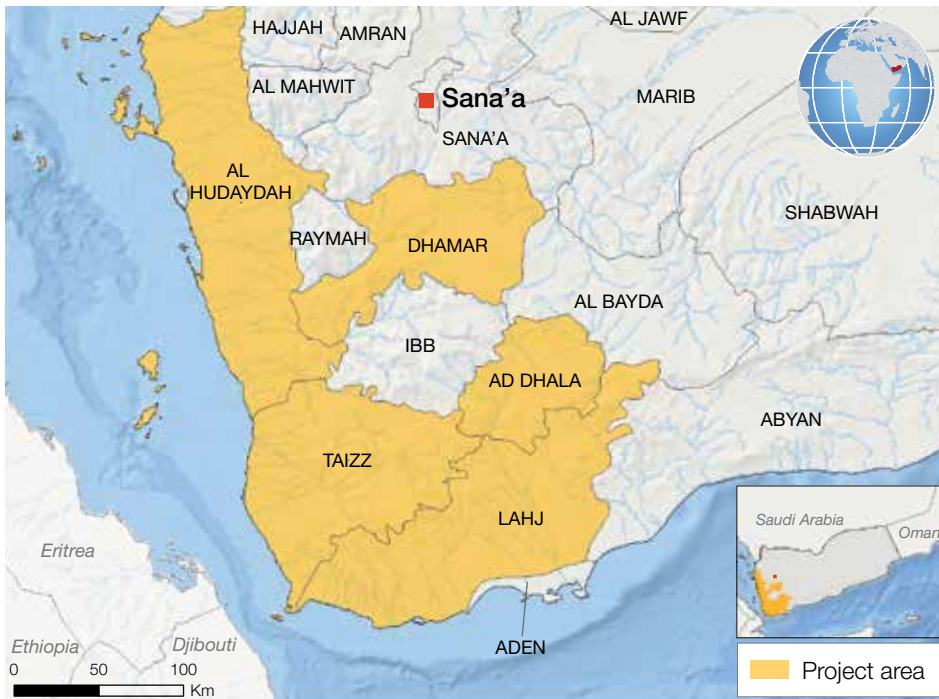 HAJJAH
AMRAN
AL JAWF
AL MAHWIT
Sana'a
MARIB
SANA'A
AL
HUDAYDAH
SHABWAH
RAYMAH
DHAMAR
AL BAYDA
IBB
AD DHALA
ABYAN
TAIZZ
LAHJ
Saudi Arabia
Oman
Eritrea
Ethiopia
Djibouti
ADEN
0 50 100
Km
Project area